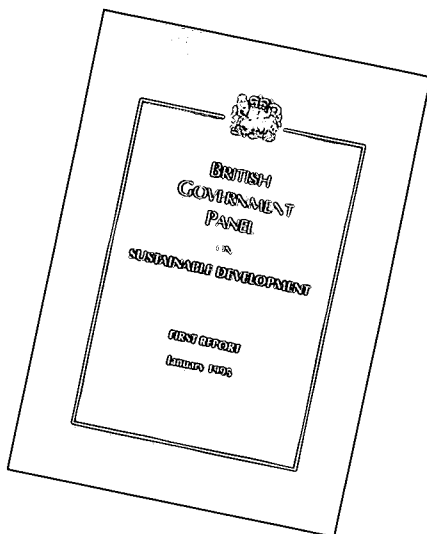 BRITISH
GOVERNMENT
PANEL
ON
SUSTAINABLE DEVELOPMENT
FIRST REPORT
January 1995